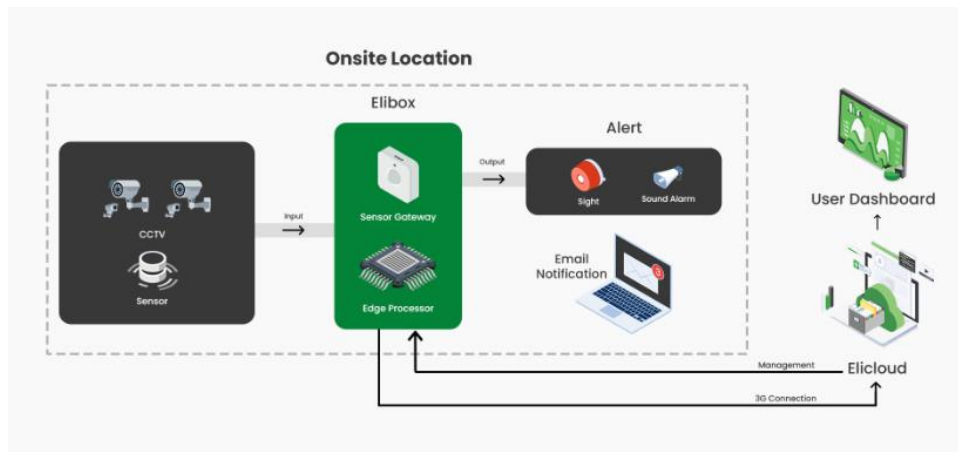 Onsite Location
Elibox
Alert
Output
Input
CCTV
Sensor
Sensor Gateway
Edge Processor
Sight
Sound Alarm
Email
Notification
3
User Dashboard
Elicloud
Management
3G Connection